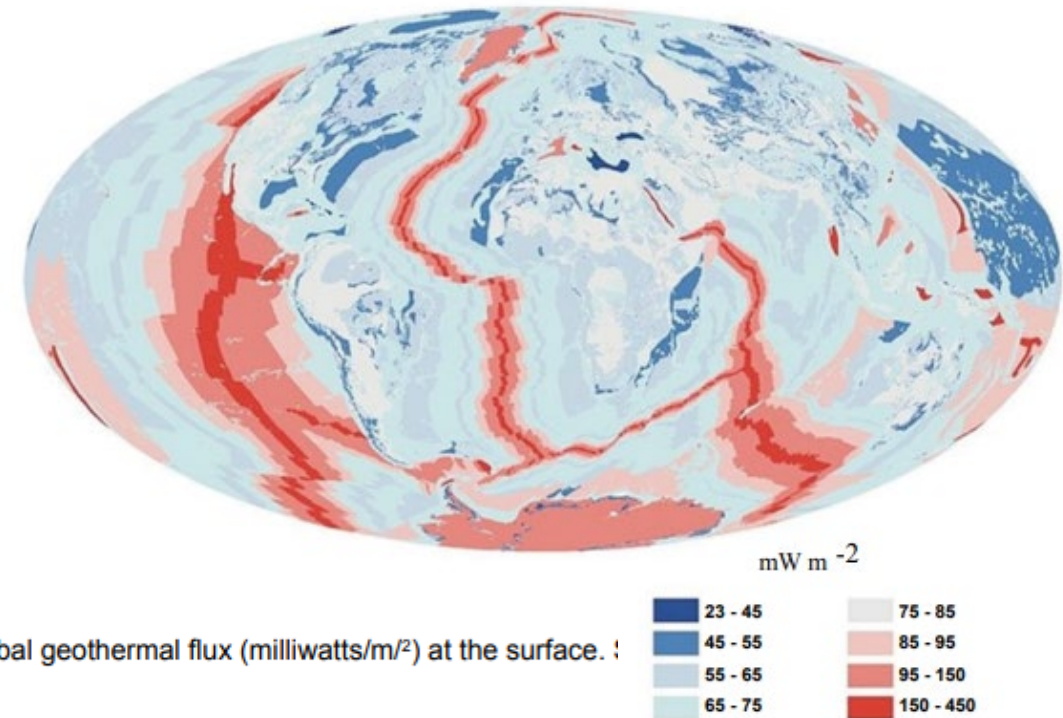 mW m -2
23 - 45
45 - 55
55 - 65
65 - 75
75 - 85
85 - 95
95 - 150
150 - 450
geothermal flux (milliwatts/m/²) at the surface.